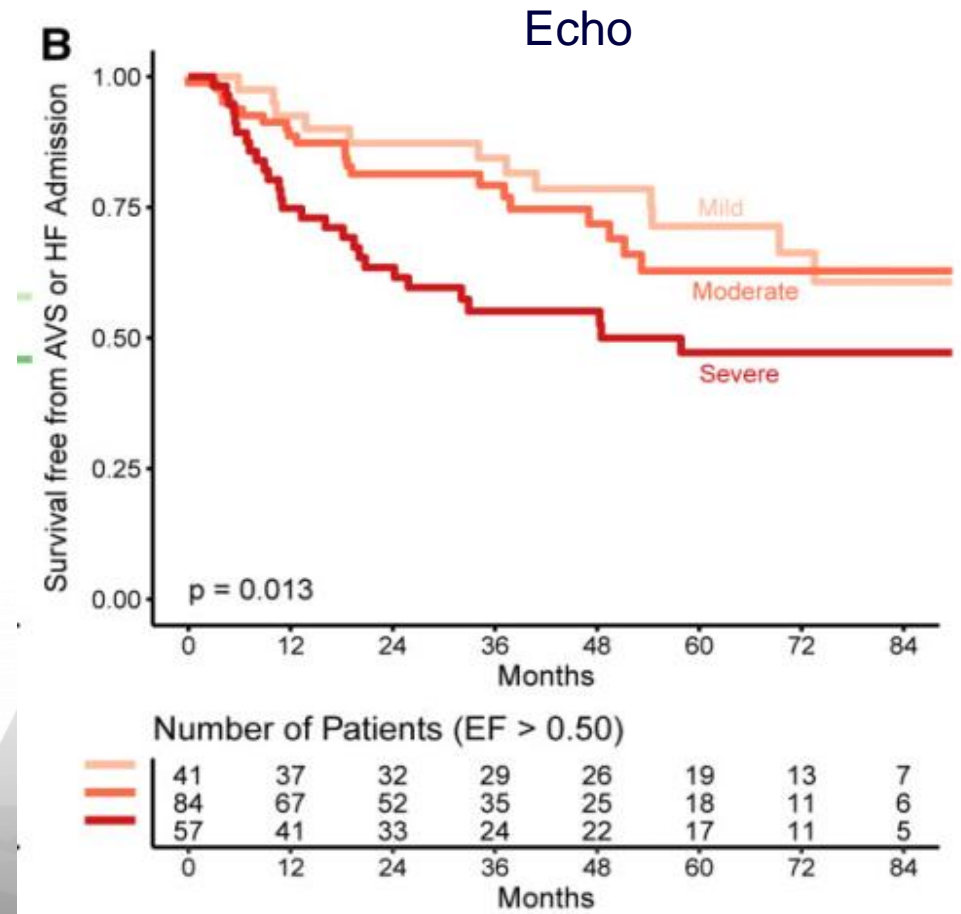 Echo
B
Survival free from AVS or HF Admission
1.00
0.75
0.50
0.25
0.00
Mild
Moderate
Severe
p = 0.013
0 12 24 36 48 60 72 84
Months
Number of Patients (EF > 0.50)
41 37 32 29 26 19 13 7
84 67 52 35 25 18 11 6
57 41 33 24 22 17 11 5
0 12 24 36 48 60 72 84
Months